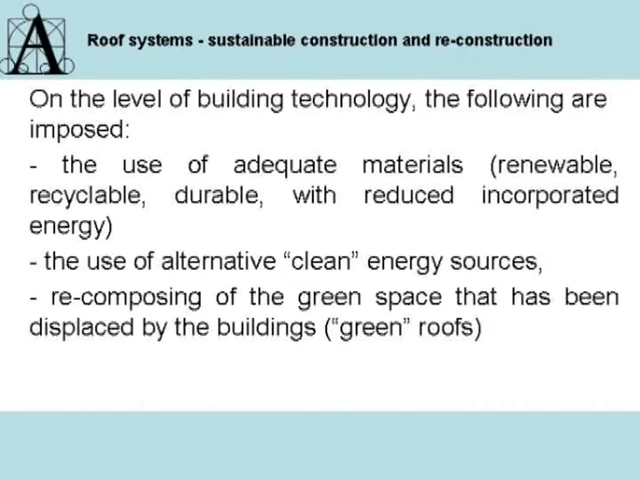 A
Roof systems - sustainable construction and re-construction
On the level of building technology, the following are
imposed:
- the use of adequate materials (renewable,
recyclable, durable, with reduced incorporated
energy)
- the use of alternative “clean” energy sources,
- re-composing of the green space that has been
displaced by the buildings (“green” roofs)